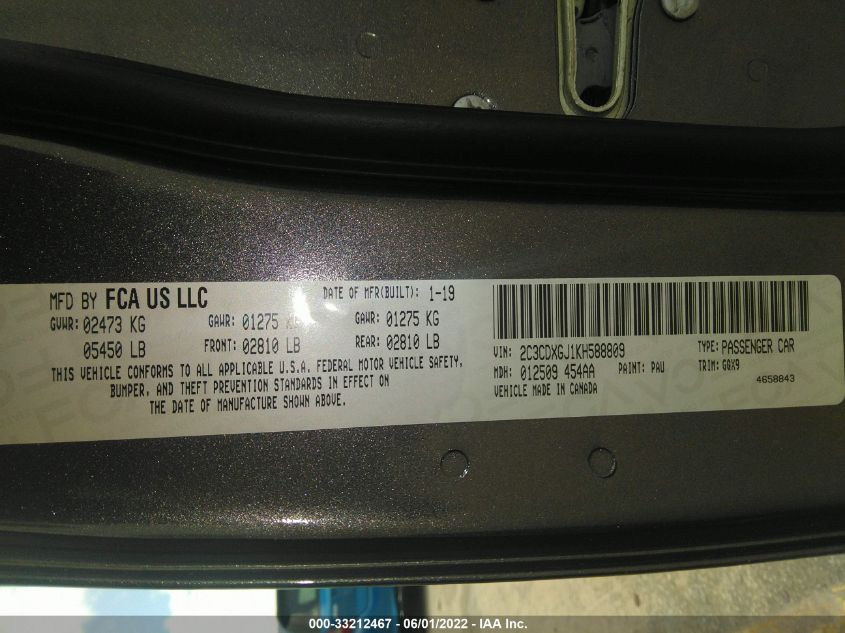 MFD BY FCA US LLC
DATE OF MFR(BUILT): 1-19
GVWR: 02473 KG
GAWR: 01275
GAWR: 01275 KG
05450 LB
FRONT: 02810 LB
REAR: 02810 LB
THIS VEHICLE CONFORMS TO ALL APPLICABLE U.S.A. FEDERAL MOTOR VEHICLE SAFETY,
BUMPER, AND THEFT PREVENTION STANDARDS IN EFFECT ON
THE DATE OF MANUFACTURE SHOWN ABOVE.
VIN: 2C3CDXGJ1KH588809
TYPE: PASSENGER CAR
MDH: 012509 454AA
PAINT: PAU
TRIM: GQX9
VEHICLE MADE IN CANADA
4658843
000-33212467 - 06/01/2022 - IAA Inc.